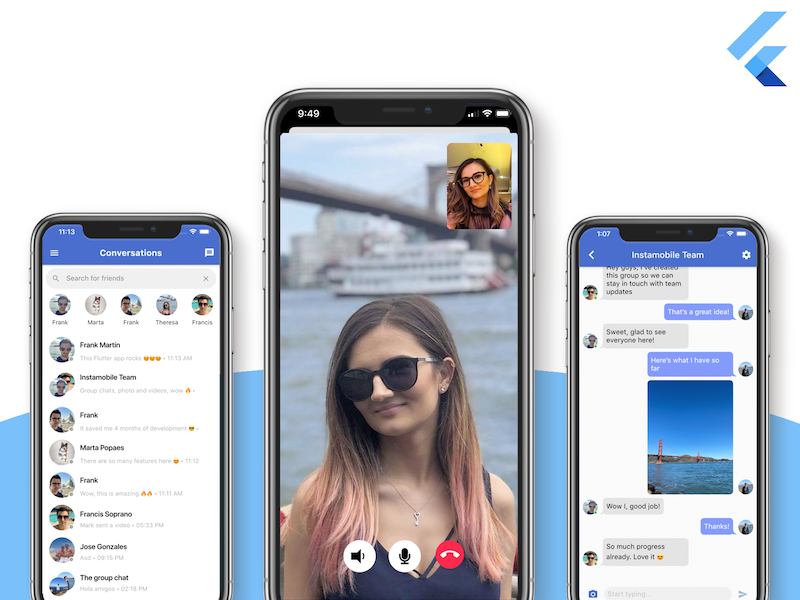 11:13
Conversations
Search for friends
Frank
Marta
Frank
Theresa
Francis
Frank Martin
This Flutter app rocks 😍😍😍 • 11:13 AM
Instamobile Team
Group chats, photo and videos, wow 🔥 •
Frank
It saved me 4 months of development 😎 •
Marta Popaes
There are so many features here 😍 • 11:12
Frank
Wow, this is amazing 🔥🔥 • 11:11 AM
Francis Soprano
Mark sent a video • 05:33 PM
Jose Gonzales
Asd • 09:15 PM
The group chat
Hola amigos • 02:18 PM
9:49
1:07
Instamobile Team
Hey guys, I've created
this group so we can
stay in touch with team
updates
That's a great idea!
Sweet, glad to see
everyone here!
Here's what I have so
far
Wow I, good job!
Thanks!
So much progress
already. Love it 😍
Start typing...